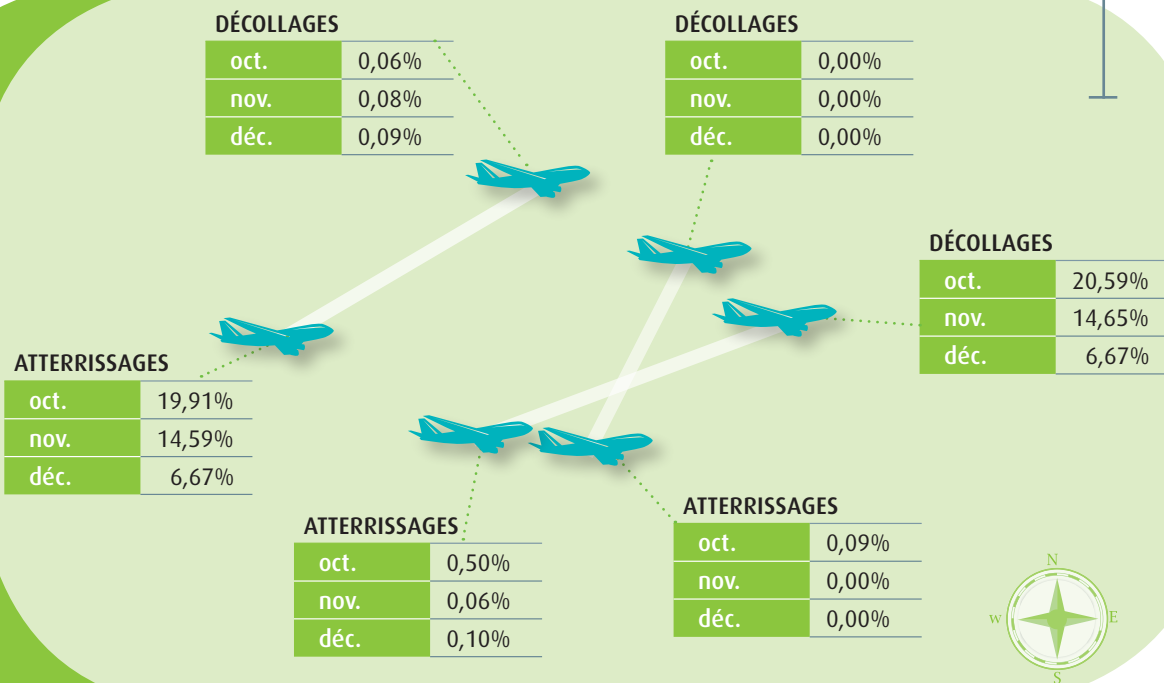 DÉCOLLAGES
oct. 0,06%
nov. 0,08%
déc. 0,09%
DÉCOLLAGES
oct. 0,00%
nov. 0,00%
déc. 0,00%
DÉCOLLAGES
oct. 20,59%
nov. 14,65%
déc. 6,67%
ATTERRISSAGES
oct. 19,91%
nov. 14,59%
déc. 6,67%
ATTERRISSAGES
oct. 0,50%
nov. 0,06%
déc. 0,10%
ATTERRISSAGES
oct. 0,09%
nov. 0,00%
déc. 0,00%
N
W E
S